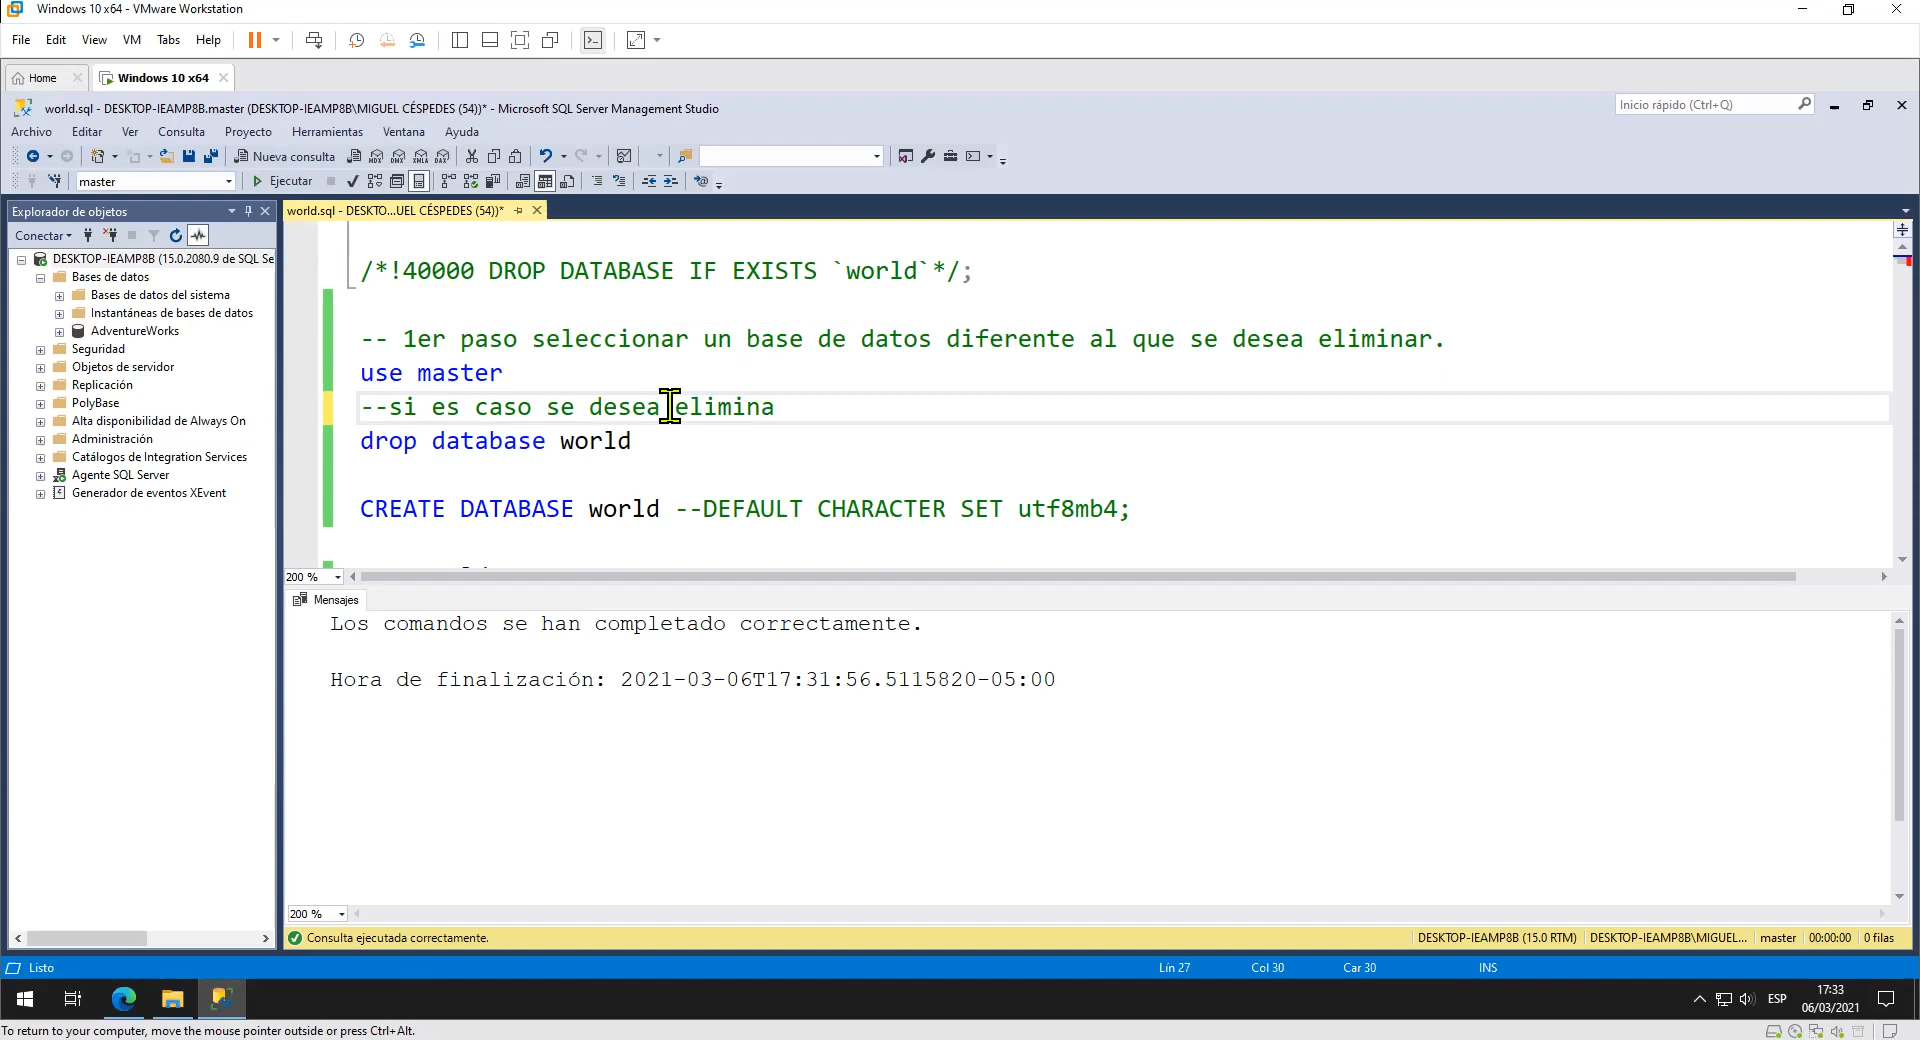 Windows 10 x64 - VMware Workstation
File Edit View VM Tabs Help
Home
Windows 10 x64
world.sql - DESKTOP-IEAMP8B.master (DESKTOP-IEAMP8B\MIGUEL CÉSPEDES (54))* - Microsoft SQL Server Management Studio
Inicio rápido (Ctrl+Q)
Archivo Editar Ver Consulta Proyecto Herramientas Ventana Ayuda
Nueva consulta MDX DMX XMLA DAX
master
Ejecutar
Explorador de objetos
world.sql - DESKTO...UEL CÉSPEDES (54))*
Conectar
DESKTOP-IEAMP8B (15.0.2080.9 de SQL Se
Bases de datos
Bases de datos del sistema
Instantáneas de bases de datos
AdventureWorks
Seguridad
Objetos de servidor
Replicación
PolyBase
Alta disponibilidad de Always On
Administración
Catálogos de Integration Services
Agente SQL Server
Generador de eventos XEvent
/*!40000 DROP DATABASE IF EXISTS `world`*/;
-- 1er paso seleccionar un base de datos diferente al que se desea eliminar.
use master
--si es caso se desea elimina
drop database world
CREATE DATABASE world --DEFAULT CHARACTER SET utf8mb4;
200 %
Mensajes
Los comandos se han completado correctamente.
Hora de finalización: 2021-03-06T17:31:56.5115820-05:00
200 %
Consulta ejecutada correctamente.
DESKTOP-IEAMP8B (15.0 RTM) DESKTOP-IEAMP8B\MIGUEL... master 00:00:00 0 filas
Listo
Lín 27 Col 30 Car 30 INS
ESP
17:33
06/03/2021
To return to your computer, move the mouse pointer outside or press Ctrl+Alt.